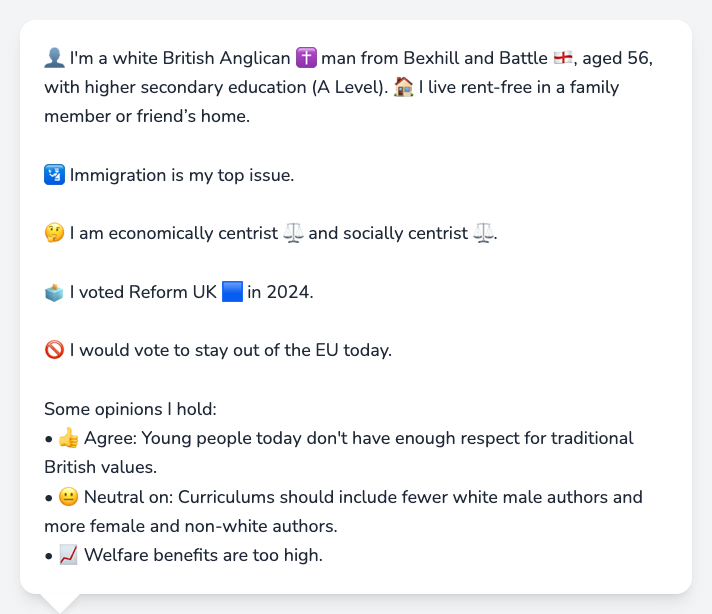 👤 I'm a white British Anglican ✝️ man from Bexhill and Battle 🏴󠁧󠁢󠁥󠁮󠁧󠁿, aged 56,
with higher secondary education (A Level). 🏠 I live rent-free in a family
member or friend’s home.
🛂 Immigration is my top issue.
🤔 I am economically centrist ⚖️ and socially centrist ⚖️.
🗳️ I voted Reform UK 🟦 in 2024.
🚫 I would vote to stay out of the EU today.
Some opinions I hold:
• 👍 Agree: Young people today don't have enough respect for traditional
British values.
• 😐 Neutral on: Curriculums should include fewer white male authors and
more female and non-white authors.
• 📈 Welfare benefits are too high.